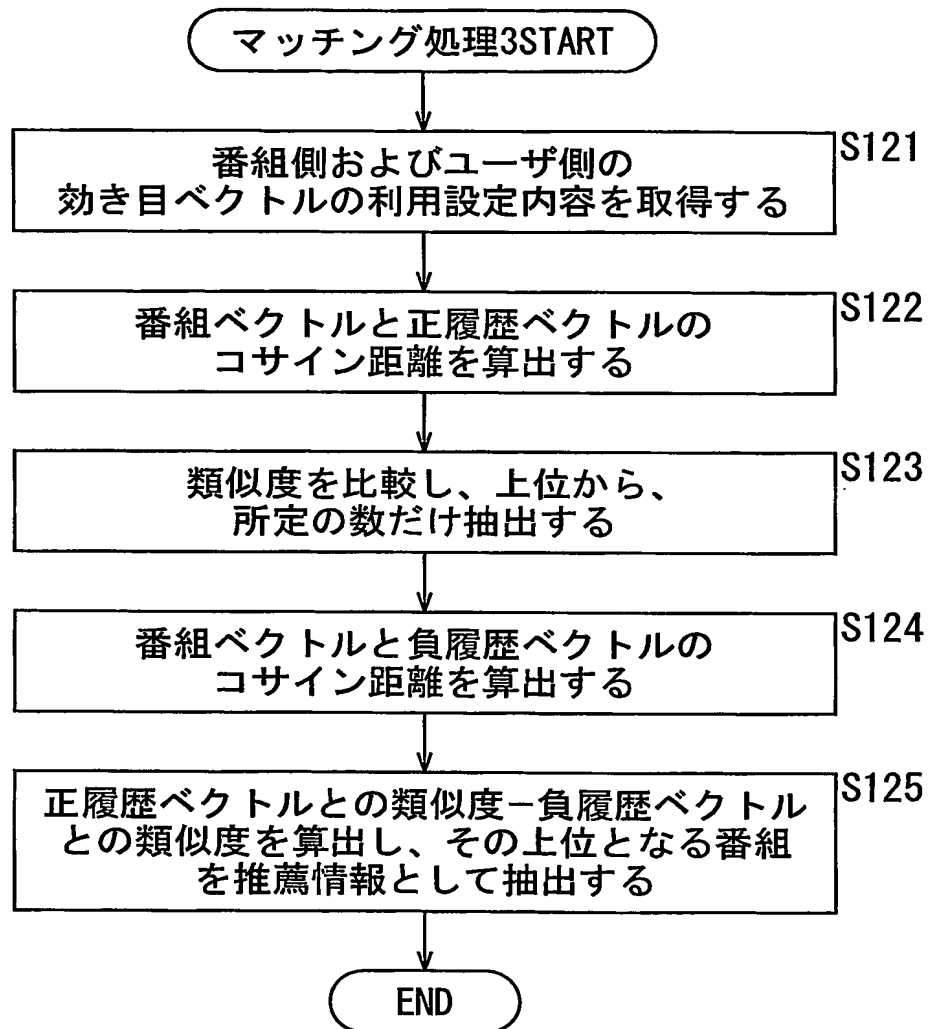 マッチング処理3START
S121
番組側およびユーザ側の
効き目ベクトルの利用設定内容を取得する
S122
番組ベクトルと正履歴ベクトルの
コサイン距離を算出する
S123
類似度を比較し、上位から、
所定の数だけ抽出する
S124
番組ベクトルと負履歴ベクトルの
コサイン距離を算出する
S125
正履歴ベクトルとの類似度−負履歴ベクトル
との類似度を算出し、その上位となる番組
を推薦情報として抽出する
END